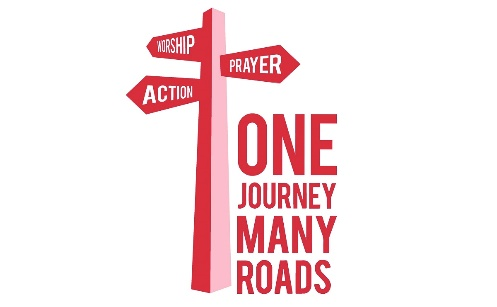 WORSHIP
PRAYER
ACTION
ONE
JOURNEY
MANY
ROADS